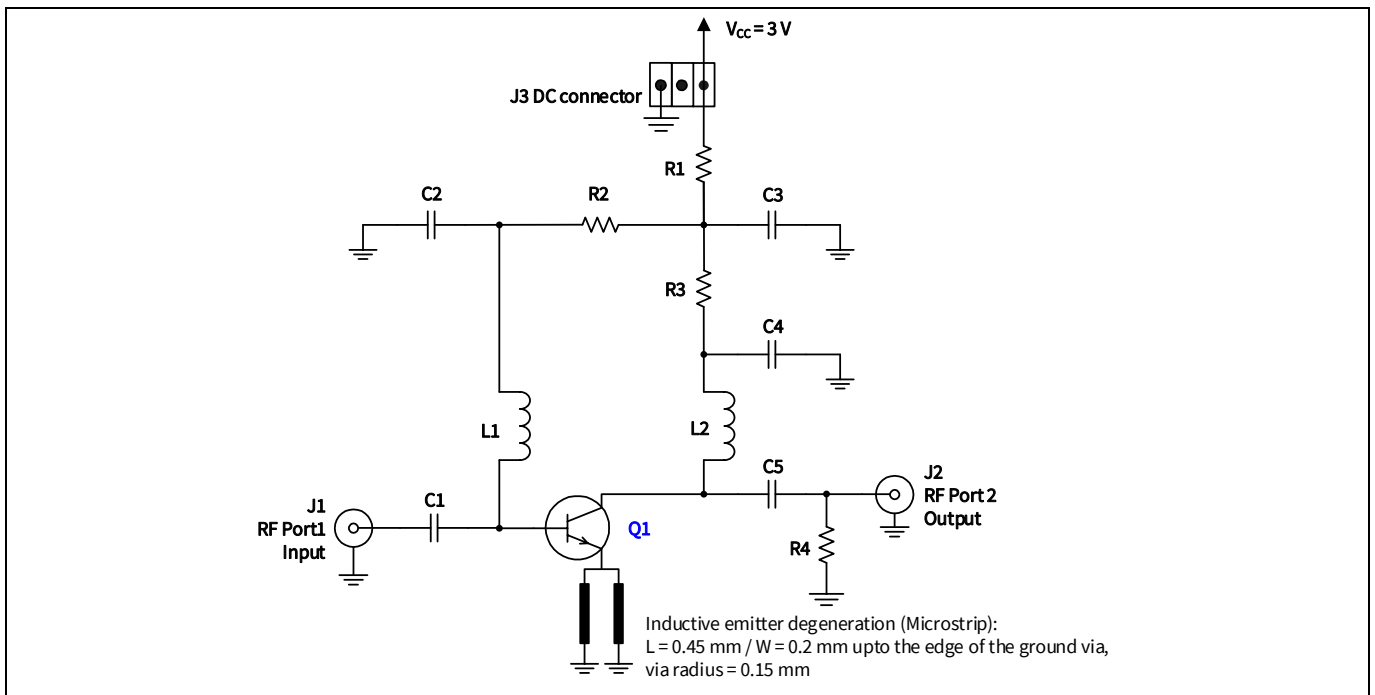 V_CC = 3 V
J3 DC connector
R1
C2
R2
C3
R3
C4
L1
L2
C5
J2
RF Port 2
Output
J1
RF Port1
Input
C1
Q1
R4
Inductive emitter degeneration (Microstrip):
L = 0.45 mm / W = 0.2 mm upto the edge of the ground via,
via radius = 0.15 mm